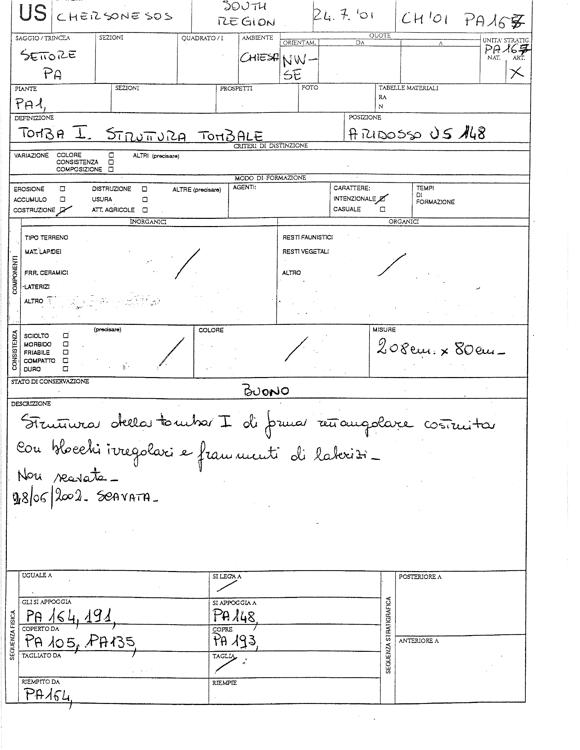 US CHERSONESOS SOUTH REGION 24.7.'01 CH'01 PA167
SAGGIO / TRINCEA SEZIONI QUADRATO / I AMBIENTE QUOTE UNITA' STRATIG.
ORIENTAM. DA A
SETTORE PA CHIESA NW-SE PA167
NAT. ART.
X
PIANTE SEZIONI PROSPETTI FOTO TABELLE MATERIALI
PA1, RA
N
DEFINIZIONE POSIZIONE
TOMBA I. STRUTTURA TOMBALE A RIDOSSO US 148
CRITERI DI DISTINZIONE
VARIAZIONE COLORE ALTRI (precisare)
CONSISTENZA
COMPOSIZIONE
MODO DI FORMAZIONE
EROSIONE DISTRUZIONE ALTRE (precisare) AGENTI: CARATTERE: TEMPI
ACCUMULO USURA INTENZIONALE DI
COSTRUZIONE ATT. AGRICOLE CASUALE FORMAZIONE
INORGANICI ORGANICI
COMPONENTI
TIPO TERRENO RESTI FAUNISTICI
MAT. LAPIDEI RESTI VEGETALI
FRR. CERAMICI ALTRO
LATERIZI
ALTRO
CONSISTENZA
SCIOLTO (precisare) COLORE MISURE
MORBIDO 208 cm. x 80 cm-
FRIABILE
COMPATTO
DURO
STATO DI CONSERVAZIONE
BUONO
DESCRIZIONE
Struttura della tomba I di forma rettangolare costruita
con blocchi irregolari e frammenti di laterizi-
Non scavata-
28/06/2002- SCAVATA-
SEQUENZA FISICA
UGUALE A SI LEGA A POSTERIORE A
GLI SI APPOGGIA SI APPOGGIA A
PA 164, 191, PA148,
COPERTO DA COPRE
PA 105, PA135, PA 193,
SEQUENZA STRATIGRAFICA
ANTERIORE A
TAGLIATO DA TAGLIA
RIEMPITO DA RIEMPIE
PA164,